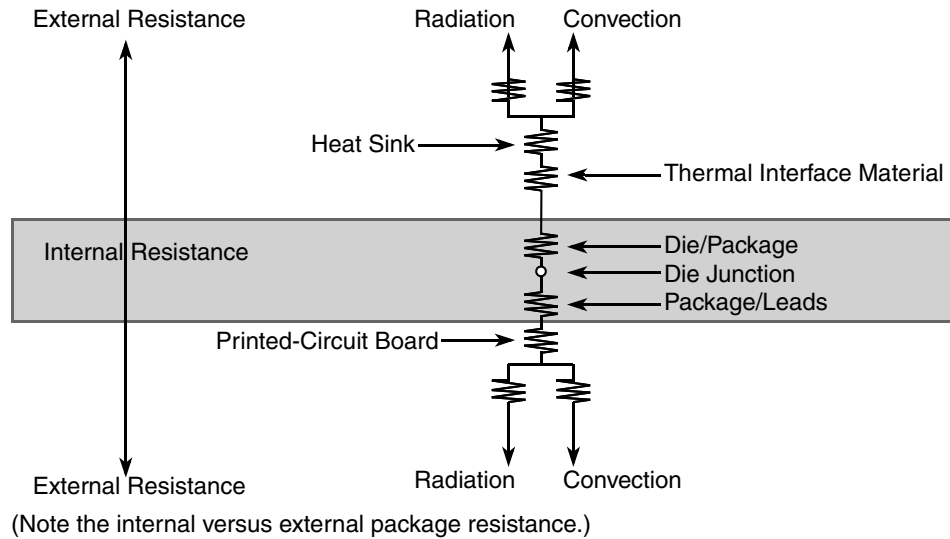 External Resistance
Radiation
Convection
Heat Sink
Thermal Interface Material
Internal Resistance
Die/Package
Die Junction
Package/Leads
Printed-Circuit Board
Radiation
Convection
External Resistance
(Note the internal versus external package resistance.)